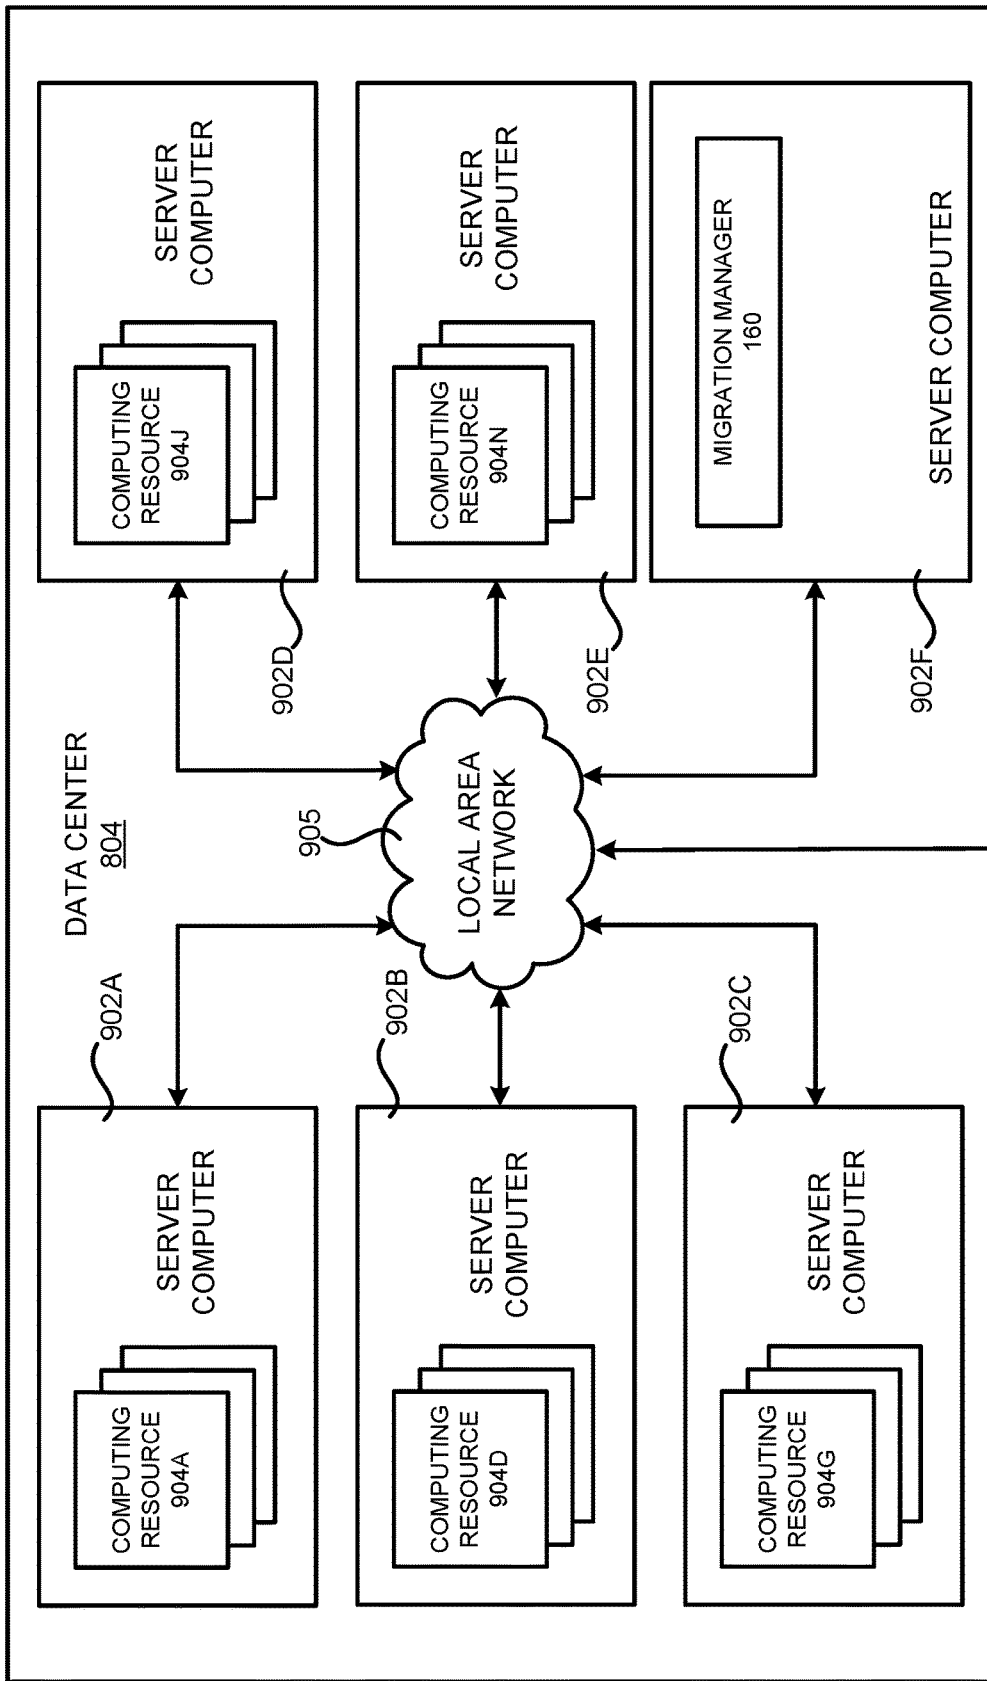 DATA CENTER
804
902A
SERVER
COMPUTER
COMPUTING
RESOURCE
904A
902B
SERVER
COMPUTER
COMPUTING
RESOURCE
904D
902C
SERVER
COMPUTER
COMPUTING
RESOURCE
904G
905
LOCAL AREA
NETWORK
902D
SERVER
COMPUTER
COMPUTING
RESOURCE
904J
902E
SERVER
COMPUTER
COMPUTING
RESOURCE
904N
902F
MIGRATION MANAGER
160
SERVER COMPUTER